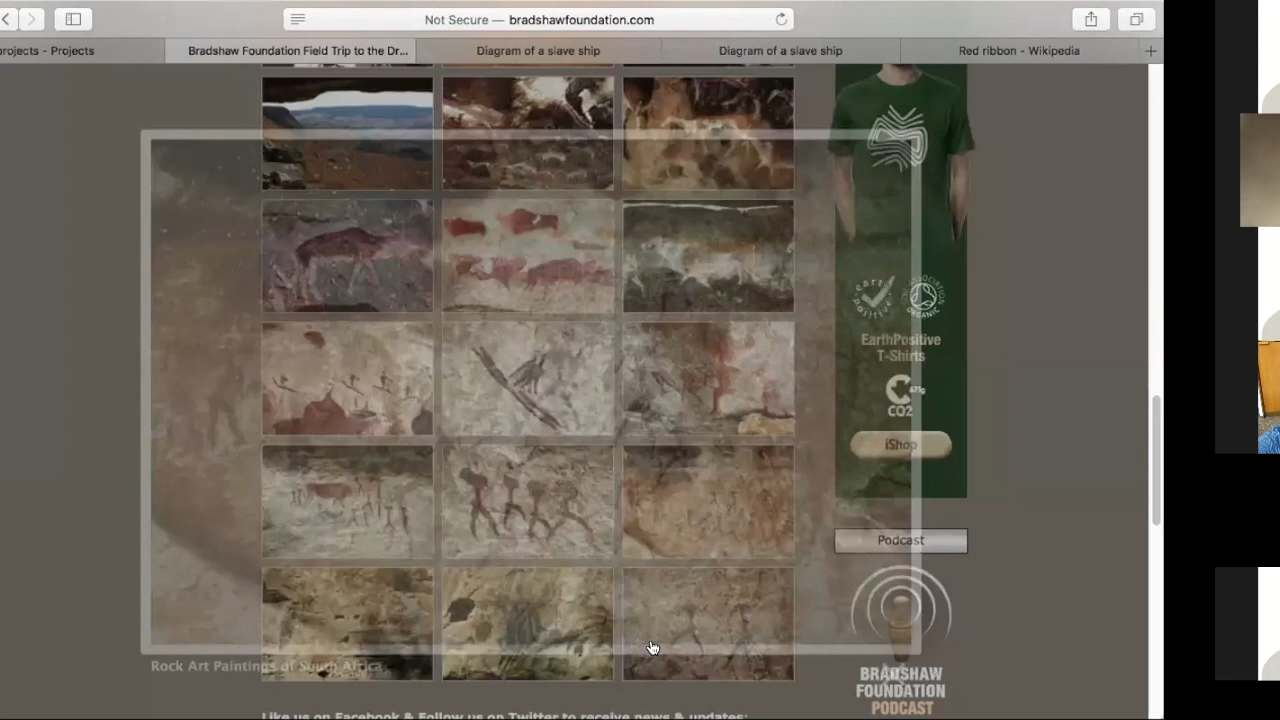 Not Secure — bradshawfoundation.com
projects - Projects
Bradshaw Foundation Field Trip to the Dr...
Diagram of a slave ship
Diagram of a slave ship
Red ribbon - Wikipedia
EarthPositive
T-Shirts
CO2
iShop
Podcast
BRADSHAW
FOUNDATION
PODCAST
Rock Art Paintings of South Africa
Like us on Facebook & Follow us on Twitter to receive news & updates: